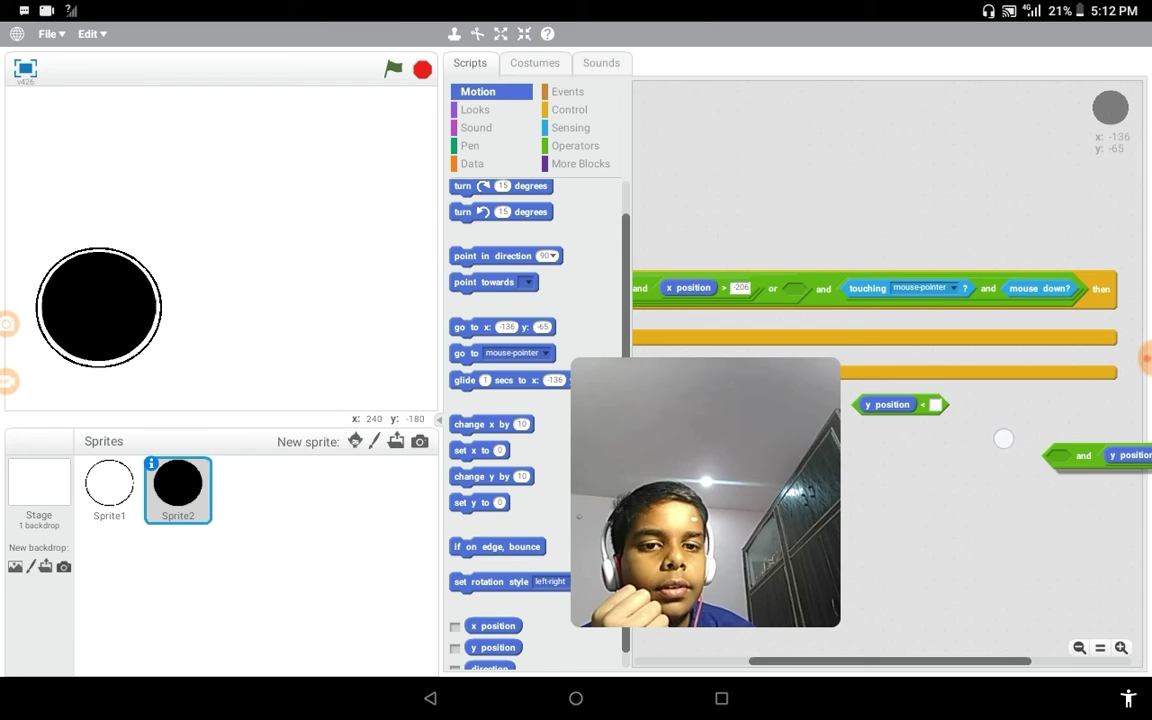 4G 21% 5:12 PM
File Edit
v426
Scripts Costumes Sounds
Motion Events
Looks Control
Sound Sensing
Pen Operators
Data More Blocks
x: -136
y: -65
turn 15 degrees
turn 15 degrees
point in direction 90
point towards
go to x: -136 y: -65
go to mouse-pointer
glide 1 secs to x: -136
change x by 10
set x to 0
change y by 10
set y to 0
if on edge, bounce
set rotation style left-right
x position
y position
direction
and x position > -206 or and touching mouse-pointer ? and mouse down? then
y position <
and y position
x: 240 y: -180
Sprites New sprite:
Stage
1 backdrop
New backdrop:
Sprite1
Sprite2